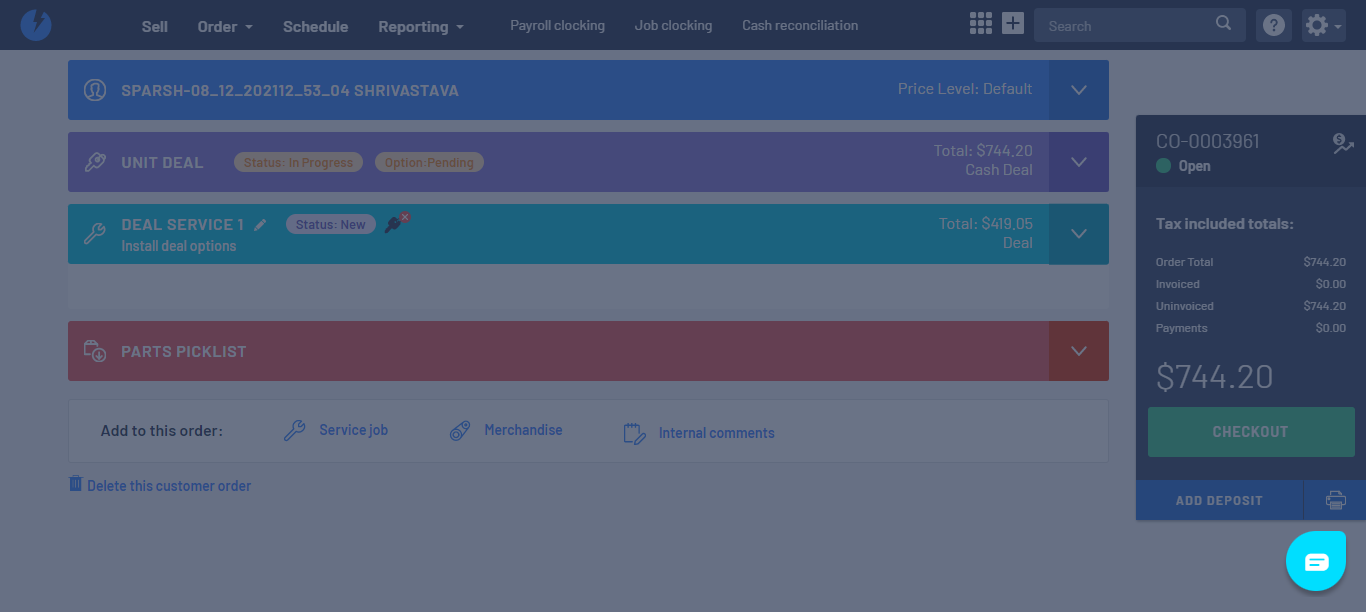 Sell
Order
Schedule
Reporting
Payroll clocking
Job clocking
Cash reconciliation
Search
SPARSH-08_12_202112_53_04 SHRIVASTAVA
Price Level: Default
UNIT DEAL
Status: In Progress
Option:Pending
Total: $744.20
Cash Deal
DEAL SERVICE 1
Status: New
Install deal options
Total: $419.05
Deal
PARTS PICKLIST
Add to this order:
Service job
Merchandise
Internal comments
Delete this customer order
CO-0003961
Open
Tax included totals:
Order Total $744.20
Invoiced $0.00
Uninvoiced $744.20
Payments $0.00
$744.20
CHECKOUT
ADD DEPOSIT